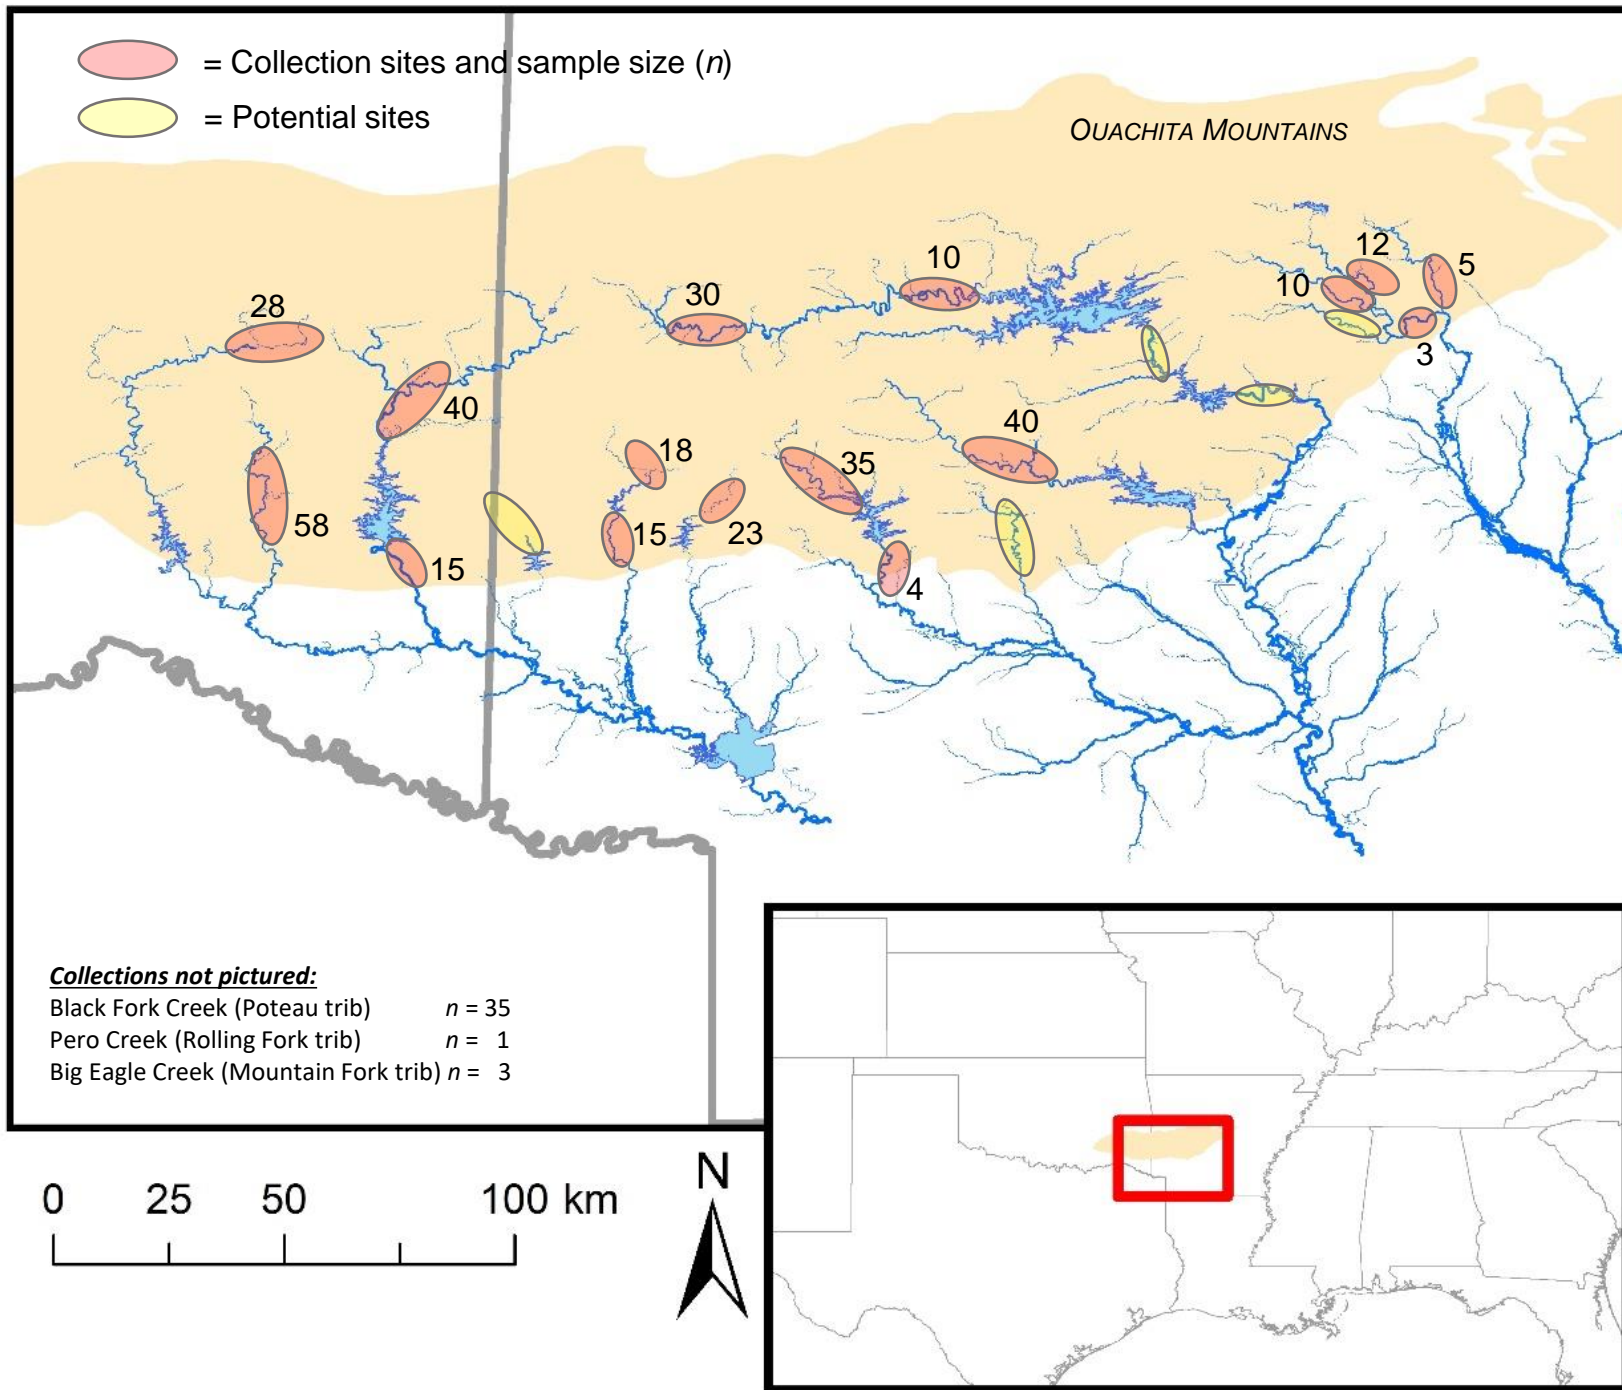 = Collection sites and sample size (n)
= Potential sites
OUACHITA MOUNTAINS
10
12
5
10
30
28
3
40
40
18
35
58
15
23
15
4
Collections not pictured:
Black Fork Creek (Poteau trib) n = 35
Pero Creek (Rolling Fork trib) n = 1
Big Eagle Creek (Mountain Fork trib) n = 3
0 25 50 100 km
N